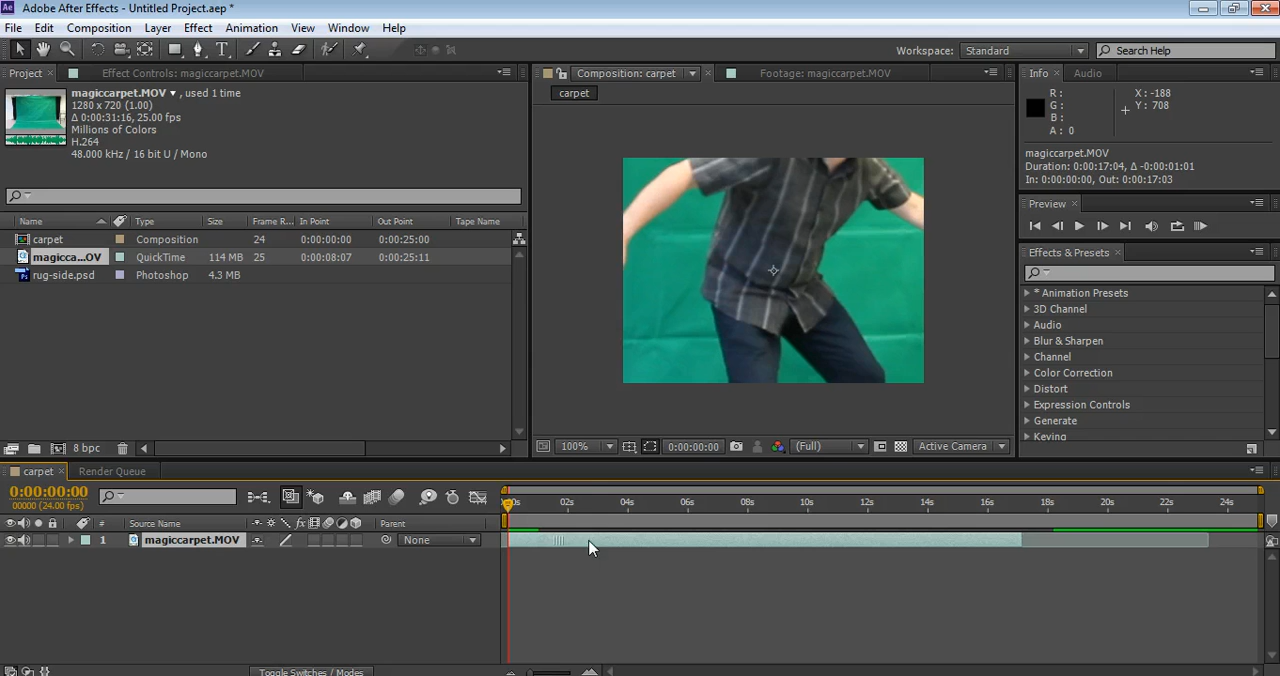 Adobe After Effects - Untitled Project.aep *
File Edit Composition Layer Effect Animation View Window Help
Workspace: Standard Search Help
Project Effect Controls: magiccarpet.MOV
magiccarpet.MOV ▼ , used 1 time
1280 x 720 (1.00)
Δ 0:00:31:16, 25.00 fps
Millions of Colors
H.264
48.000 kHz / 16 bit U / Mono
Name Type Size Frame R... In Point Out Point Tape Name
carpet Composition 24 0:00:00:00 0:00:25:00
magicca...OV QuickTime 114 MB 25 0:00:08:07 0:00:25:11
rug-side.psd Photoshop 4.3 MB
8 bpc
Composition: carpet Footage: magiccarpet.MOV
carpet
100% 0:00:00:00 (Full) Active Camera
Info Audio
R : X : -188
G : Y : 708
B :
A : 0
magiccarpet.MOV
Duration: 0:00:17:04, Δ -0:00:01:01
In: 0:00:00:00, Out: 0:00:17:03
Preview
Effects & Presets
* Animation Presets
3D Channel
Audio
Blur & Sharpen
Channel
Color Correction
Distort
Expression Controls
Generate
Keying
carpet Render Queue
0:00:00:00
00000 (24.00 fps)
02s 04s 06s 08s 10s 12s 14s 16s 18s 20s 22s 24s
# Source Name Parent
1 magiccarpet.MOV None
Toggle Switches / Modes